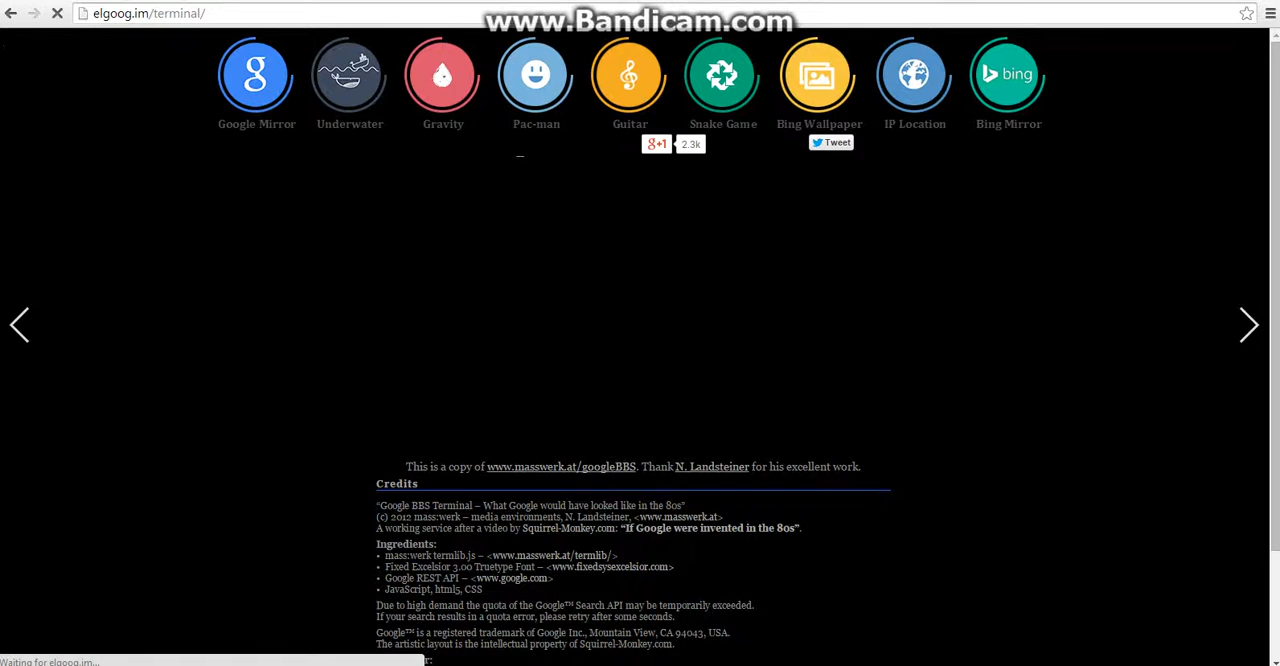 elgoog.im/terminal/
www.Bandicam.com
g
bing
Google Mirror
Underwater
Gravity
Pac-man
Guitar
Snake Game
Bing Wallpaper
IP Location
Bing Mirror
g+1
2.3k
Tweet
_
This is a copy of www.masswerk.at/googleBBS. Thank N. Landsteiner for his excellent work.
Credits
“Google BBS Terminal – What Google would have looked like in the 80s”
(c) 2012 mass:werk – media environments, N. Landsteiner, <www.masswerk.at>
A working service after a video by Squirrel-Monkey.com: “If Google were invented in the 80s”.
Ingredients:
• mass:werk termlib.js – <www.masswerk.at/termlib/>
• Fixed Excelsior 3.00 Truetype Font – <www.fixedsysexcelsior.com>
• Google REST API – <www.google.com>
• JavaScript, html5, CSS
Due to high demand the quota of the Google™ Search API may be temporarily exceeded.
If your search results in a quota error, please retry after some seconds.
Google™ is a registered trademark of Google Inc., Mountain View, CA 94043, USA.
The artistic layout is the intellectual property of Squirrel-Monkey.com.
Waiting for elgoog.im...